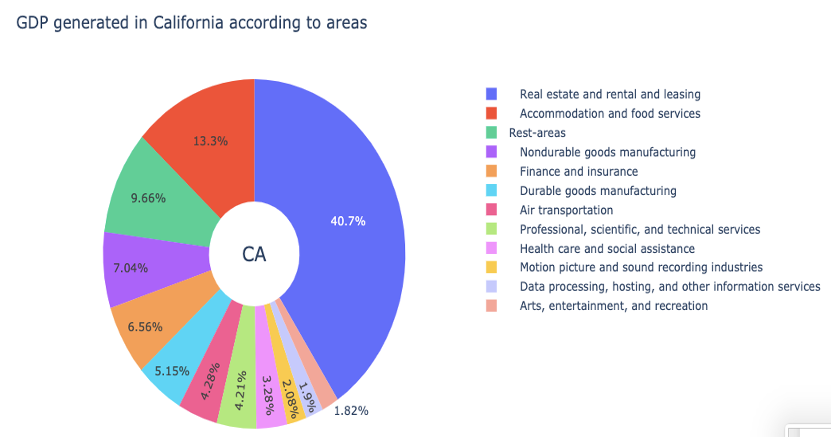 GDP generated in California according to areas
Real estate and rental and leasing
Accommodation and food services
Rest-areas
Nondurable goods manufacturing
Finance and insurance
Durable goods manufacturing
Air transportation
Professional, scientific, and technical services
Health care and social assistance
Motion picture and sound recording industries
Data processing, hosting, and other information services
Arts, entertainment, and recreation
13.3%
9.66%
40.7%
CA
7.04%
6.56%
5.15%
4.28%
4.21%
3.28%
2.08%
1.9%
1.82%